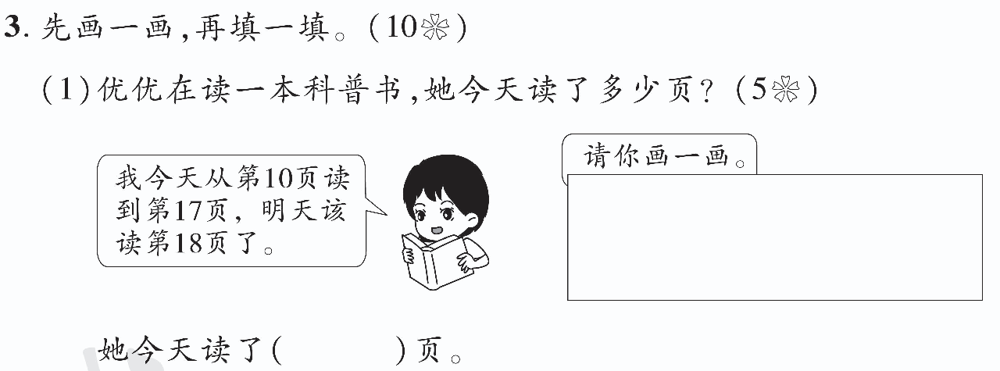 3. 先画一画,再填一填。(10)
(1)优优在读一本科普书,她今天读了多少页?(5)
我今天从第10页读
到第17页，明天该
读第18页了。
请你画一画。
她今天读了( )页。